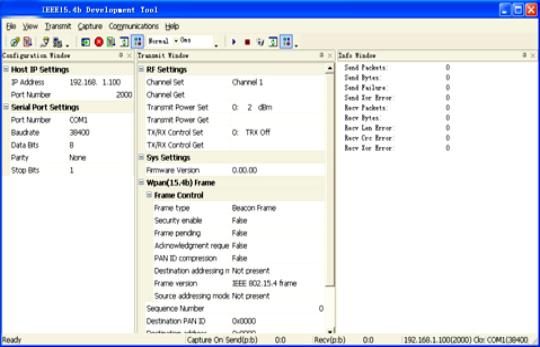 IEEE15.4b Development Tool
File View Transmit Capture Communications Help
Normal 0ms
Configuration Window
Host IP Settings
IP Address 192.168. 1.100
Port Number 2000
Serial Port Settings
Port Number COM1
Baudrate 38400
Data Bits 8
Parity None
Stop Bits 1
Transmit Window
RF Settings
Channel Set Channel 1
Channel Get
Transmit Power Set 0: 2 dBm
Transmit Power Get
TX/RX Control Set 0: TRX Off
TX/RX Control Get
Sys Settings
Firmware Version 0.00.00
Wpan(15.4b) Frame
Frame Control
Frame type Beacon Frame
Security enable False
Frame pending False
Acknowledgment reque False
PAN ID compression False
Destination addressing n Not present
Frame version IEEE 802.15.4 frame
Source addressing mode Not present
Sequence Number 0
Destination PAN ID 0x0000
Destination address 0x0000
Info Window
Send Packets: 0
Send Bytes: 0
Send Failure: 0
Send Xor Error: 0
Recv Packets: 0
Recv Bytes: 0
Recv Len Error: 0
Recv Crc Error: 0
Recv Xor Error: 0
Ready Capture On Send(p:b) 0:0 Recv(p:b) 0:0 192.168.1.100(2000) Clo: COM1(38400